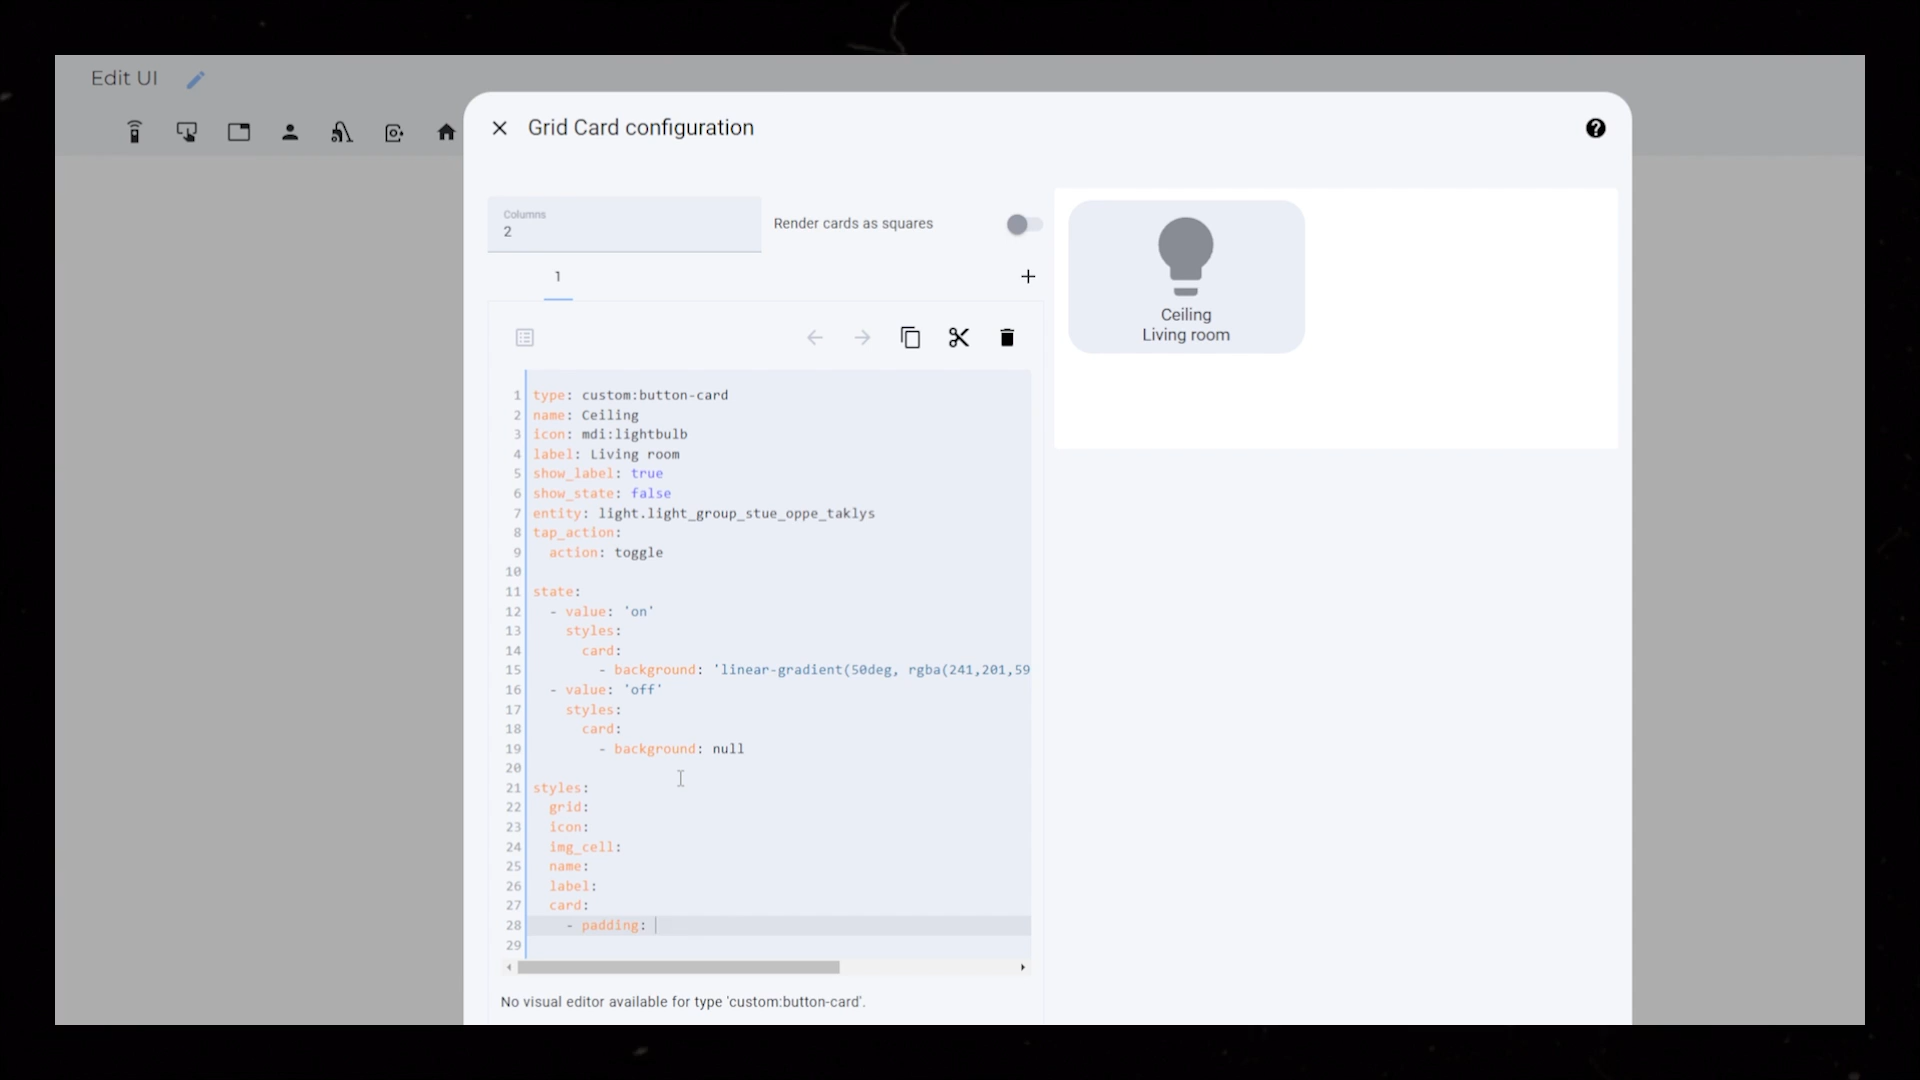 Edit UI
Grid Card configuration
Columns
2
Render cards as squares
1
1 type: custom:button-card
2 name: Ceiling
3 icon: mdi:lightbulb
4 label: Living room
5 show_label: true
6 show_state: false
7 entity: light.light_group_stue_oppe_taklys
8 tap_action:
9 action: toggle
10
11 state:
12 - value: 'on'
13 styles:
14 card:
15 - background: 'linear-gradient(50deg, rgba(241,201,59
16 - value: 'off'
17 styles:
18 card:
19 - background: null
20
21 styles:
22 grid:
23 icon:
24 img_cell:
25 name:
26 label:
27 card:
28 - padding:
29
No visual editor available for type 'custom:button-card'.
Ceiling
Living room